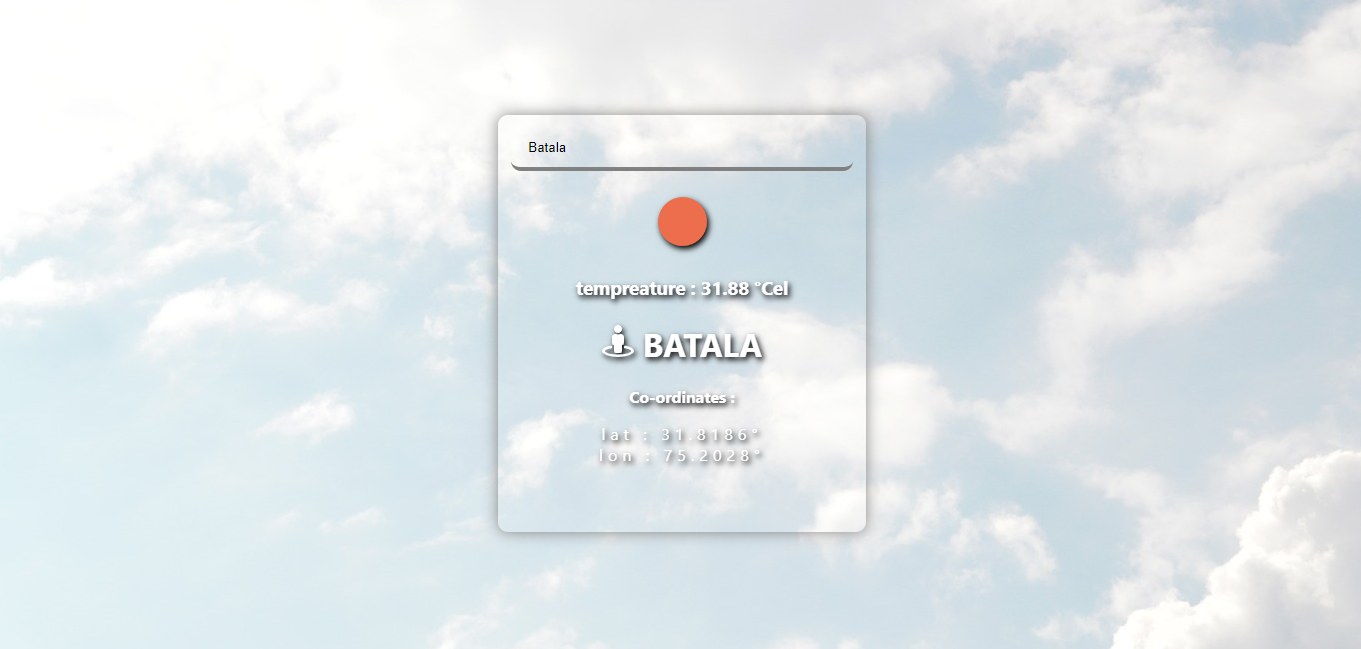 Batala
tempreature : 31.88 °Cel
BATALA
Co-ordinates :
lat : 31.8186°
lon : 75.2028°